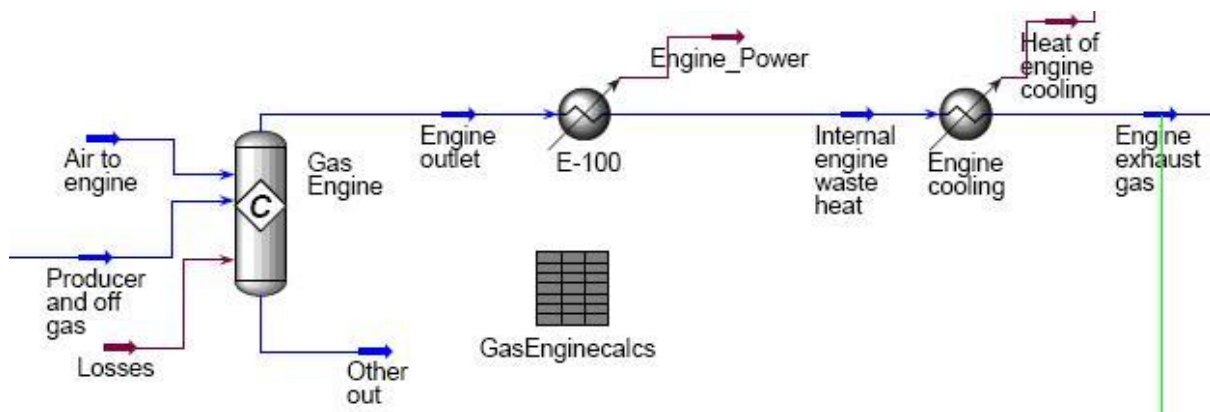 Air to
engine
Producer
and off
gas
Losses
C
Gas
Engine
Other
out
Engine
outlet
E-100
Engine_Power
GasEnginecalcs
Internal
engine
waste
heat
Engine
cooling
Heat of
engine
cooling
Engine
exhaust
gas